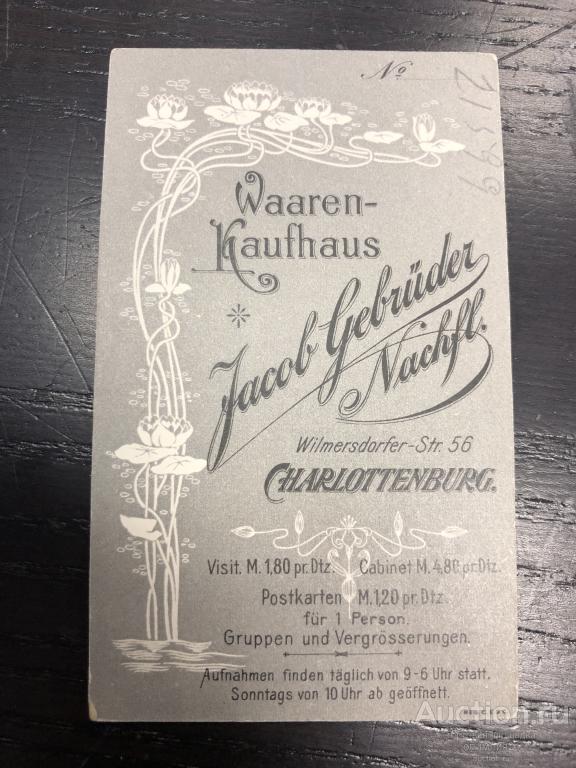 Nº
21599
Waaren-
Kaufhaus
Jacob Gebrüder
Nachfl.
Wilmersdorfer-Str. 56
CHARLOTTENBURG.
Visit. M. 1,80 pr. Dtz. Cabinet M. 4,80 pr. Dtz.
Postkarten M. 1,20 pr. Dtz.
für 1 Person.
Gruppen und Vergrösserungen.
Aufnahmen finden täglich von 9-6 Uhr statt.
Sonntags von 10 Uhr ab geöffnett.
Auction.ru